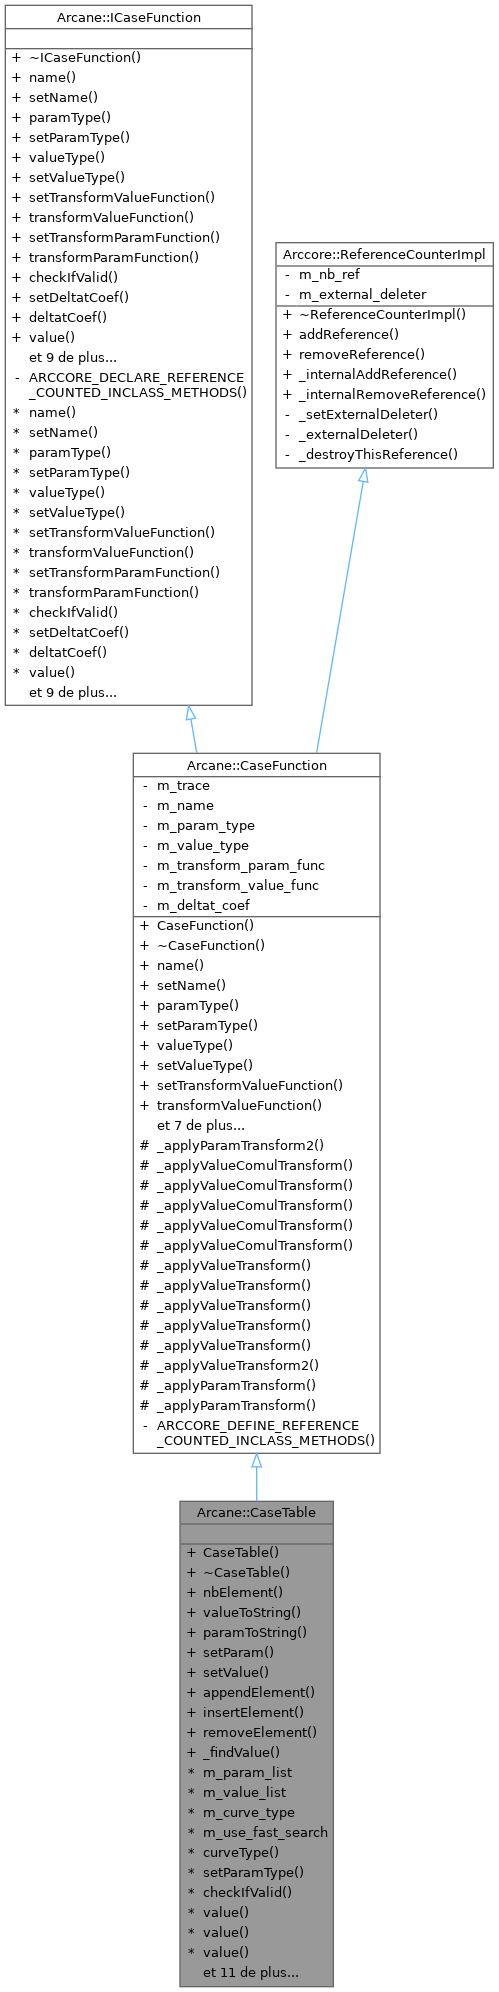 Arcane::ICaseFunction
+ ~ICaseFunction()
+ name()
+ setName()
+ paramType()
+ setParamType()
+ valueType()
+ setValueType()
+ setTransformValueFunction()
+ transformValueFunction()
+ setTransformParamFunction()
+ transformParamFunction()
+ checkIfValid()
+ setDeltatCoef()
+ deltatCoef()
+ value()
et 9 de plus...
- ARCCORE_DECLARE_REFERENCE
_COUNTED_INCLASS_METHODS()
* name()
* setName()
* paramType()
* setParamType()
* valueType()
* setValueType()
* setTransformValueFunction()
* transformValueFunction()
* setTransformParamFunction()
* transformParamFunction()
* checkIfValid()
* setDeltatCoef()
* deltatCoef()
* value()
et 9 de plus...
Arccore::ReferenceCounterImpl
- m_nb_ref
- m_external_deleter
+ ~ReferenceCounterImpl()
+ addReference()
+ removeReference()
+ _internalAddReference()
+ _internalRemoveReference()
- _setExternalDeleter()
- _externalDeleter()
- _destroyThisReference()
Arcane::CaseFunction
- m_trace
- m_name
- m_param_type
- m_value_type
- m_transform_param_func
- m_transform_value_func
- m_deltat_coef
+ CaseFunction()
+ ~CaseFunction()
+ name()
+ setName()
+ paramType()
+ setParamType()
+ valueType()
+ setValueType()
+ setTransformValueFunction()
+ transformValueFunction()
et 7 de plus...
# _applyParamTransform2()
# _applyValueComulTransform()
# _applyValueComulTransform()
# _applyValueComulTransform()
# _applyValueComulTransform()
# _applyValueComulTransform()
# _applyValueTransform()
# _applyValueTransform()
# _applyValueTransform()
# _applyValueTransform()
# _applyValueTransform()
# _applyValueTransform2()
# _applyParamTransform()
# _applyParamTransform()
- ARCCORE_DEFINE_REFERENCE
_COUNTED_INCLASS_METHODS()
Arcane::CaseTable
+ CaseTable()
+ ~CaseTable()
+ nbElement()
+ valueToString()
+ paramToString()
+ setParam()
+ setValue()
+ appendElement()
+ insertElement()
+ removeElement()
+ _findValue()
* m_param_list
* m_value_list
* m_curve_type
* m_use_fast_search
* curveType()
* setParamType()
* checkIfValid()
* value()
* value()
* value()
et 11 de plus...